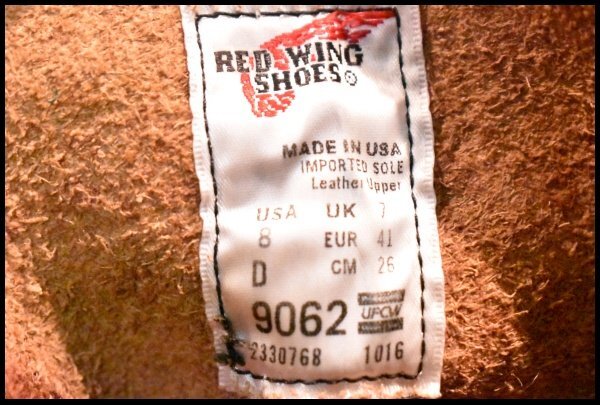 RED WING
SHOES®
MADE IN USA
IMPORTED SOLE
Leather Upper
USA UK 7
8 EUR 41
D CM 26
9062 UFCW
2330768 1016